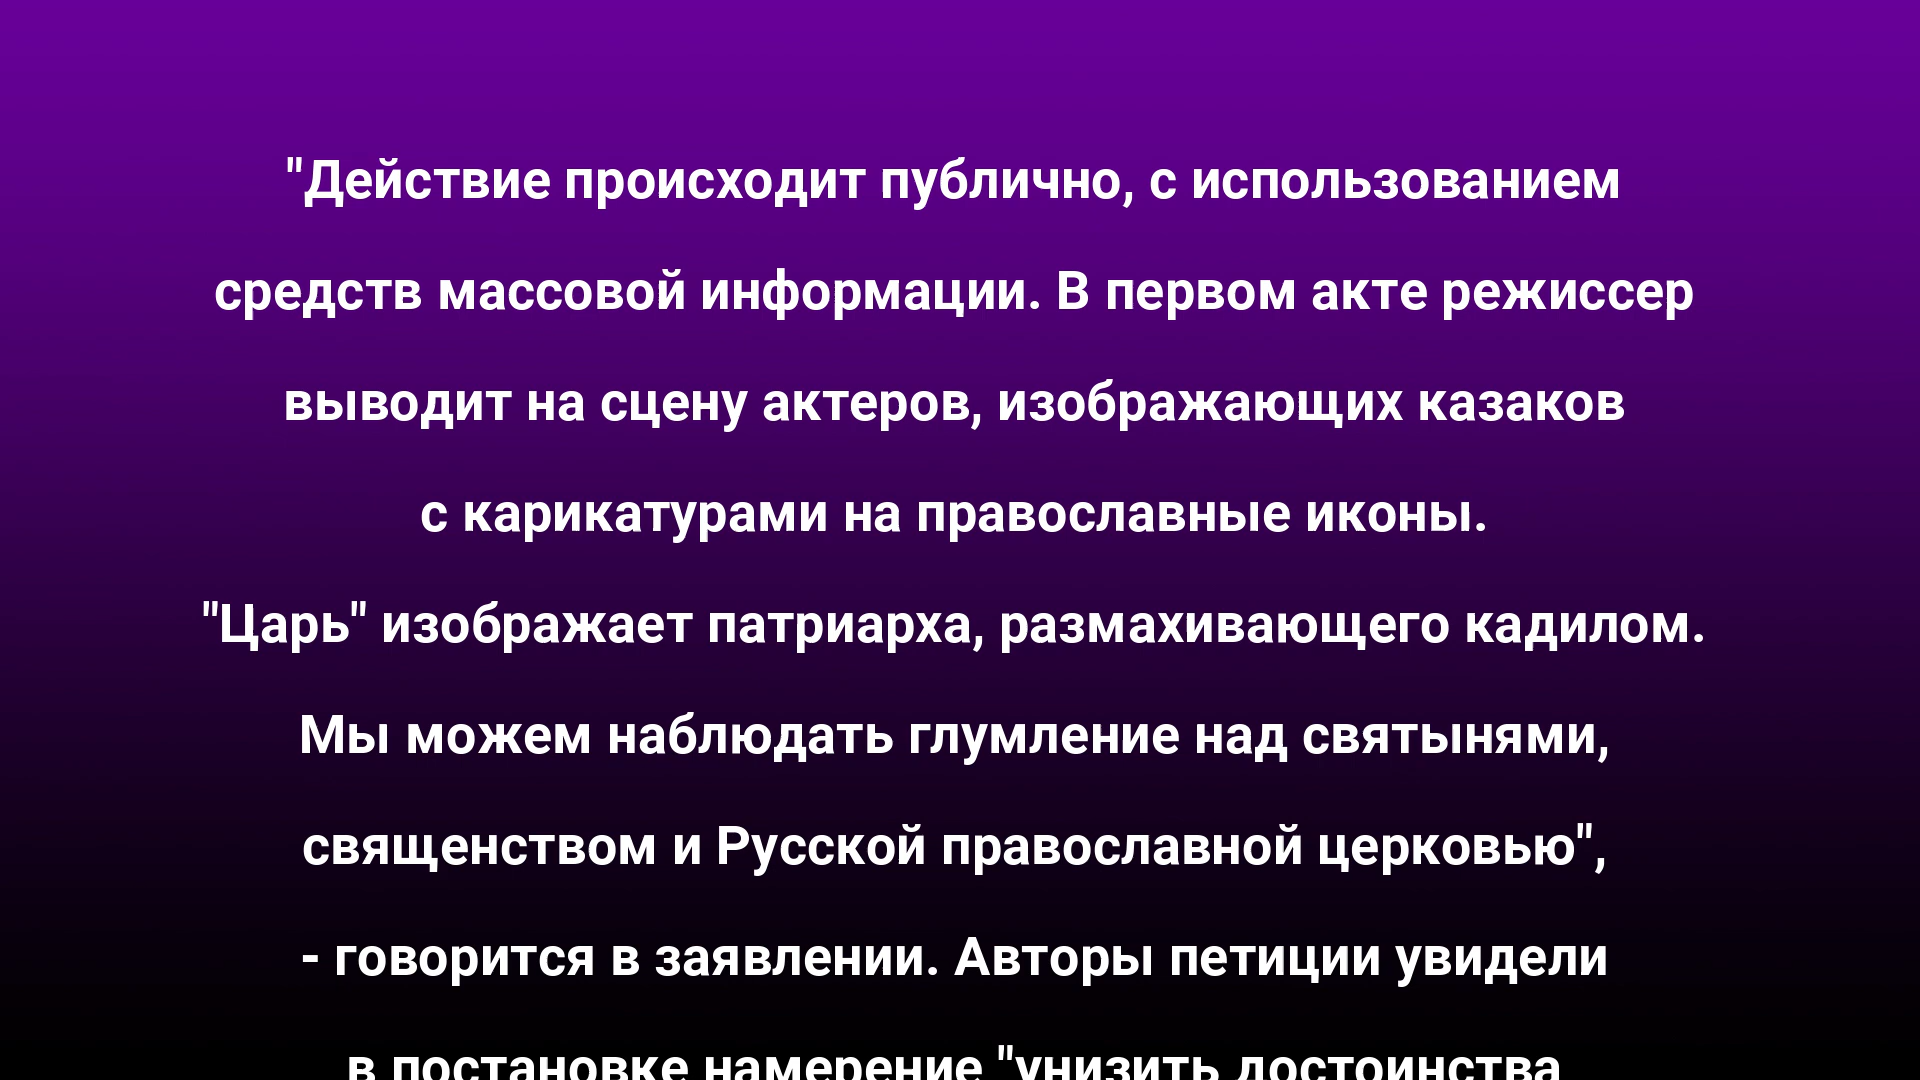 "Действие происходит публично, с использованием
средств массовой информации. В первом акте режиссер
выводит на сцену актеров, изображающих казаков
с карикатурами на православные иконы.
"Царь" изображает патриарха, размахивающего кадилом.
Мы можем наблюдать глумление над святынями,
священством и Русской православной церковью",
- говорится в заявлении. Авторы петиции увидели
в постановке намерение "унизить достоинства